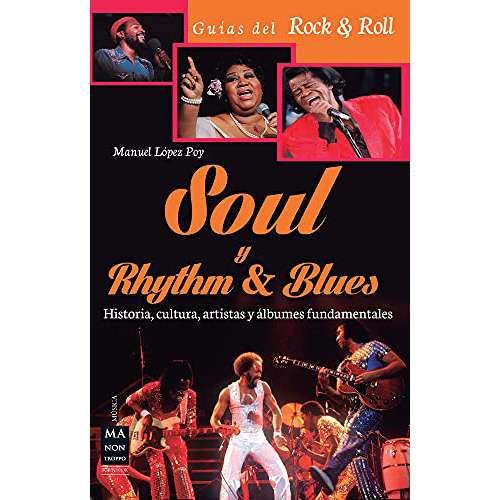 Guías del Rock & Roll
Manuel López Poy
Soul
y
Rhythm & Blues
Historia, cultura, artistas y álbumes fundamentales
MÚSICA
MA
NON
TROPPO
ROBINBOOK